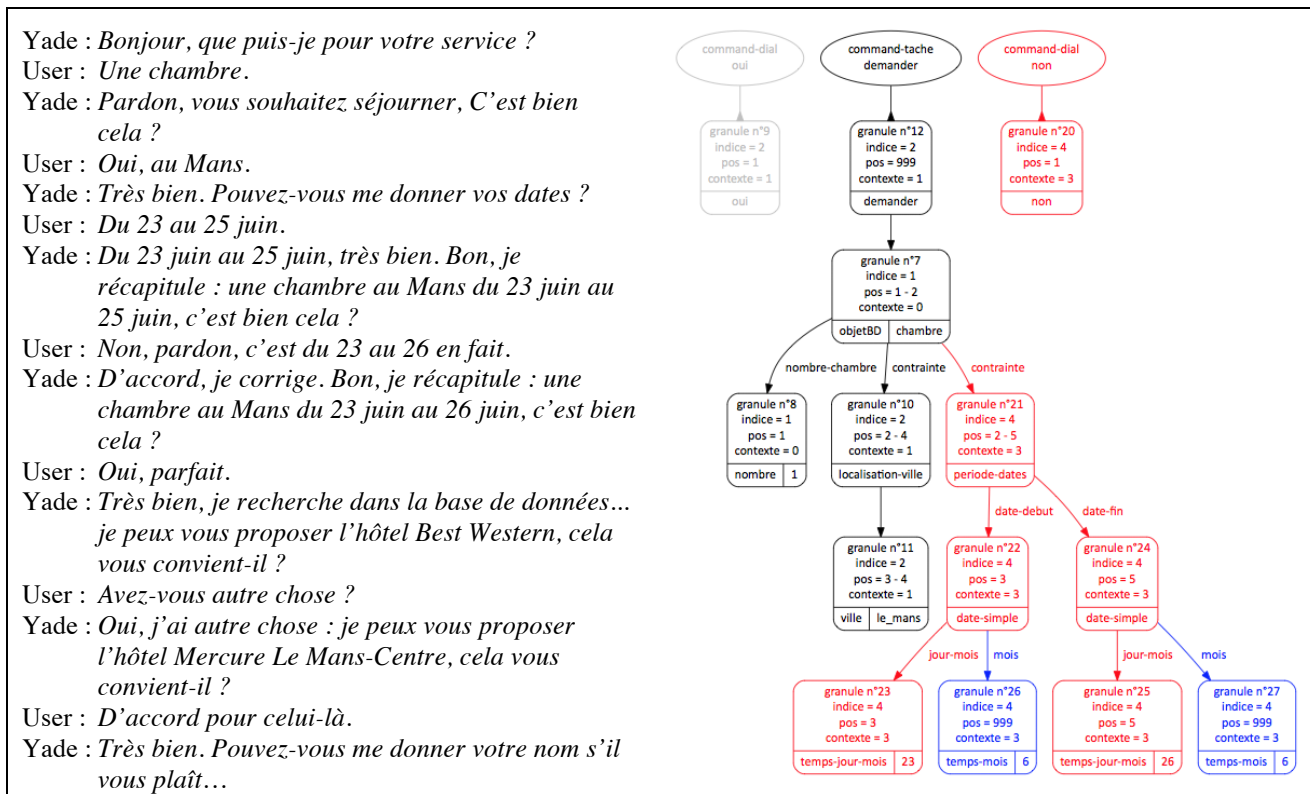 Yade : Bonjour, que puis-je pour votre service ?
User : Une chambre.
Yade : Pardon, vous souhaitez séjourner, C’est bien
cela ?
User : Oui, au Mans.
Yade : Très bien. Pouvez-vous me donner vos dates ?
User : Du 23 au 25 juin.
Yade : Du 23 juin au 25 juin, très bien. Bon, je
récapitule : une chambre au Mans du 23 juin au
25 juin, c’est bien cela ?
User : Non, pardon, c’est du 23 au 26 en fait.
Yade : D’accord, je corrige. Bon, je récapitule : une
chambre au Mans du 23 juin au 26 juin, c’est bien
cela ?
User : Oui, parfait.
Yade : Très bien, je recherche dans la base de données...
je peux vous proposer l’hôtel Best Western, cela
vous convient-il ?
User : Avez-vous autre chose ?
Yade : Oui, j’ai autre chose : je peux vous proposer
l’hôtel Mercure Le Mans-Centre, cela vous
convient-il ?
User : D’accord pour celui-là.
Yade : Très bien. Pouvez-vous me donner votre nom s’il
vous plaît…
command-dial
oui
command-tache
demander
command-dial
non
granule n°9
indice = 2
pos = 1
contexte = 1
oui
granule n°12
indice = 2
pos = 999
contexte = 1
demander
granule n°20
indice = 4
pos = 1
contexte = 3
non
granule n°7
indice = 1
pos = 1 - 2
contexte = 0
objetBD chambre
nombre-chambre
contrainte
contrainte
granule n°8
indice = 1
pos = 1
contexte = 0
nombre 1
granule n°10
indice = 2
pos = 2 - 4
contexte = 1
localisation-ville
granule n°21
indice = 4
pos = 2 - 5
contexte = 3
periode-dates
date-debut
date-fin
granule n°11
indice = 2
pos = 3 - 4
contexte = 1
ville le_mans
granule n°22
indice = 4
pos = 3
contexte = 3
date-simple
granule n°24
indice = 4
pos = 5
contexte = 3
date-simple
jour-mois
mois
jour-mois
mois
granule n°23
indice = 4
pos = 3
contexte = 3
temps-jour-mois 23
granule n°26
indice = 4
pos = 999
contexte = 3
temps-mois 6
granule n°25
indice = 4
pos = 5
contexte = 3
temps-jour-mois 26
granule n°27
indice = 4
pos = 999
contexte = 3
temps-mois 6